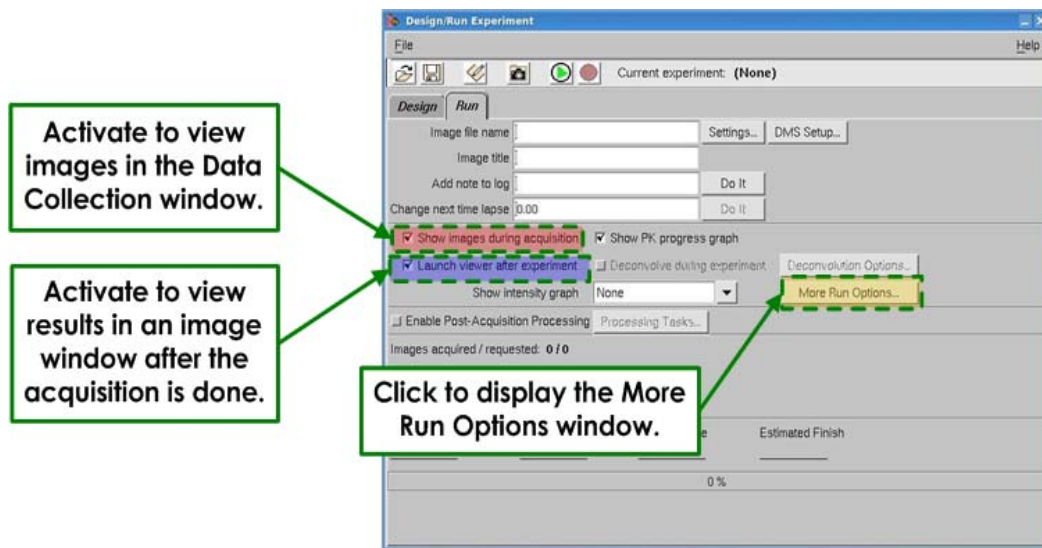 Design/Run Experiment
File Help
Current experiment: (None)
Design Run
Image file name Settings... DMS Setup...
Image title
Add note to log Do It
Change next time lapse 0.00 Do It
Show images during acquisition Show PK progress graph
Launch viewer after experiment Deconvolve during experiment Deconvolution Options...
Show intensity graph None More Run Options...
Enable Post-Acquisition Processing Processing Tasks...
Images acquired / requested: 0 / 0
Estimated Finish
0 %
Activate to view
images in the Data
Collection window.
Activate to view
results in an image
window after the
acquisition is done.
Click to display the More
Run Options window.